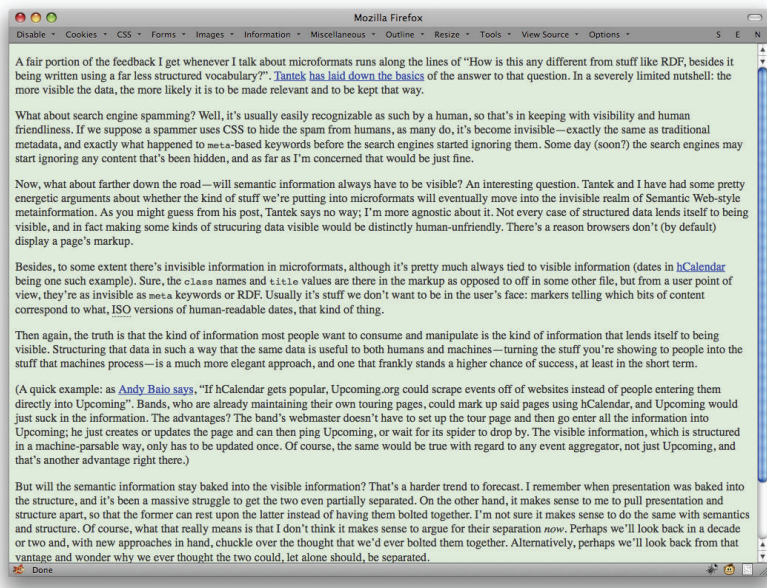 Mozilla Firefox
Disable Cookies CSS Forms Images Information Miscellaneous Outline Resize Tools View Source Options S E N
A fair portion of the feedback I get whenever I talk about microformats runs along the lines of “How is this any different from stuff like RDF, besides it
being written using a far less structured vocabulary?”. Tantek has laid down the basics of the answer to that question. In a severely limited nutshell: the
more visible the data, the more likely it is to be made relevant and to be kept that way.
What about search engine spamming? Well, it’s usually easily recognizable as such by a human, so that’s in keeping with visibility and human
friendliness. If we suppose a spammer uses CSS to hide the spam from humans, as many do, it’s become invisible—exactly the same as traditional
metadata, and exactly what happened to meta-based keywords before the search engines started ignoring them. Some day (soon?) the search engines may
start ignoring any content that’s been hidden, and as far as I’m concerned that would be just fine.
Now, what about farther down the road—will semantic information always have to be visible? An interesting question. Tantek and I have had some pretty
energetic arguments about whether the kind of stuff we’re putting into microformats will eventually move into the invisible realm of Semantic Web-style
metainformation. As you might guess from his post, Tantek says no way; I’m more agnostic about it. Not every case of structured data lends itself to being
visible, and in fact making some kinds of strucuring data visible would be distinctly human-unfriendly. There’s a reason browsers don’t (by default)
display a page’s markup.
Besides, to some extent there’s invisible information in microformats, although it’s pretty much always tied to visible information (dates in hCalendar
being one such example). Sure, the class names and title values are there in the markup as opposed to off in some other file, but from a user point of
view, they’re as invisible as meta keywords or RDF. Usually it’s stuff we don’t want to be in the user’s face: markers telling which bits of content
correspond to what, ISO versions of human-readable dates, that kind of thing.
Then again, the truth is that the kind of information most people want to consume and manipulate is the kind of information that lends itself to being
visible. Structuring that data in such a way that the same data is useful to both humans and machines—turning the stuff you’re showing to people into the
stuff that machines process—is a much more elegant approach, and one that frankly stands a higher chance of success, at least in the short term.
(A quick example: as Andy Baio says, “If hCalendar gets popular, Upcoming.org could scrape events off of websites instead of people entering them
directly into Upcoming”. Bands, who are already maintaining their own touring pages, could mark up said pages using hCalendar, and Upcoming would
just suck in the information. The advantages? The band’s webmaster doesn’t have to set up the tour page and then go enter all the information into
Upcoming; he just creates or updates the page and can then ping Upcoming, or wait for its spider to drop by. The visible information, which is structured
in a machine-parsable way, only has to be updated once. Of course, the same would be true with regard to any event aggregator, not just Upcoming, and
that’s another advantage right there.)
But will the semantic information stay baked into the visible information? That’s a harder trend to forecast. I remember when presentation was baked into
the structure, and it’s been a massive struggle to get the two even partially separated. On the other hand, it makes sense to me to pull presentation and
structure apart, so that the former can rest upon the latter instead of having them bolted together. I’m not sure it makes sense to do the same with semantics
and structure. Of course, what that really means is that I don’t think it makes sense to argue for their separation now. Perhaps we’ll look back in a decade
or two and, with new approaches in hand, chuckle over the thought that we’d ever bolted them together. Alternatively, perhaps we’ll look back from that
vantage and wonder why we ever thought the two could, let alone should, be separated.
Done